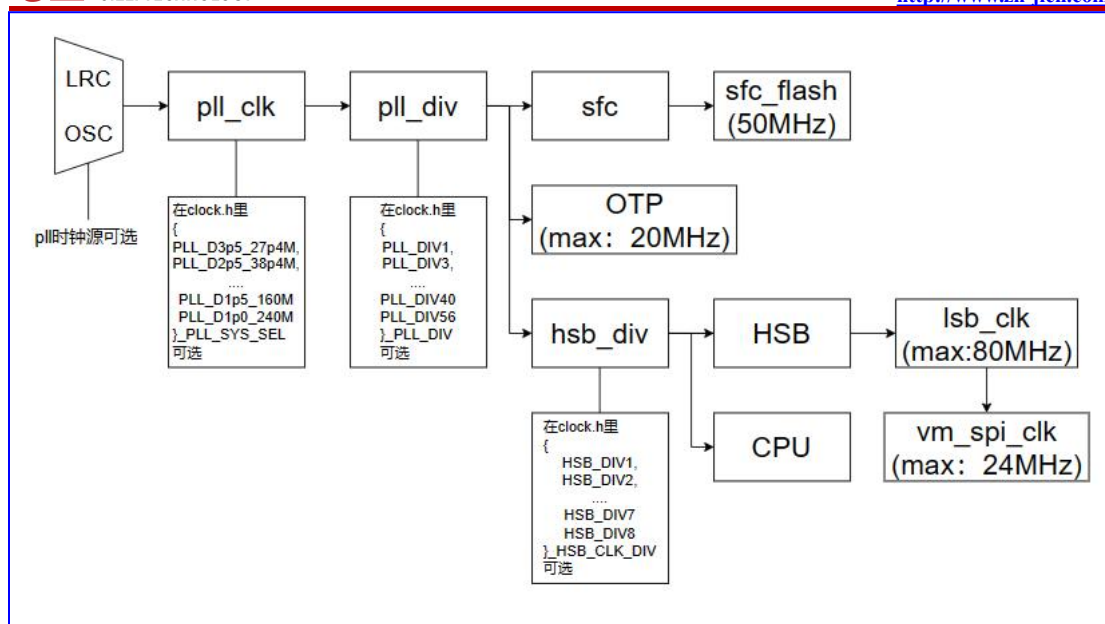 LRC
OSC
pll时钟源可选
pll_clk
在clock.h里
{
PLL_D3p5_27p4M,
PLL_D2p5_38p4M,
....
PLL_D1p5_160M
PLL_D1p0_240M
}_PLL_SYS_SEL
可选
pll_div
在clock.h里
{
PLL_DIV1,
PLL_DIV3,
....
PLL_DIV40
PLL_DIV56
}_PLL_DIV
可选
sfc
sfc_flash
(50MHz)
OTP
(max: 20MHz)
hsb_div
在clock.h里
{
HSB_DIV1,
HSB_DIV2,
....
HSB_DIV7
HSB_DIV8
}_HSB_CLK_DIV
可选
HSB
CPU
lsb_clk
(max:80MHz)
vm_spi_clk
(max: 24MHz)